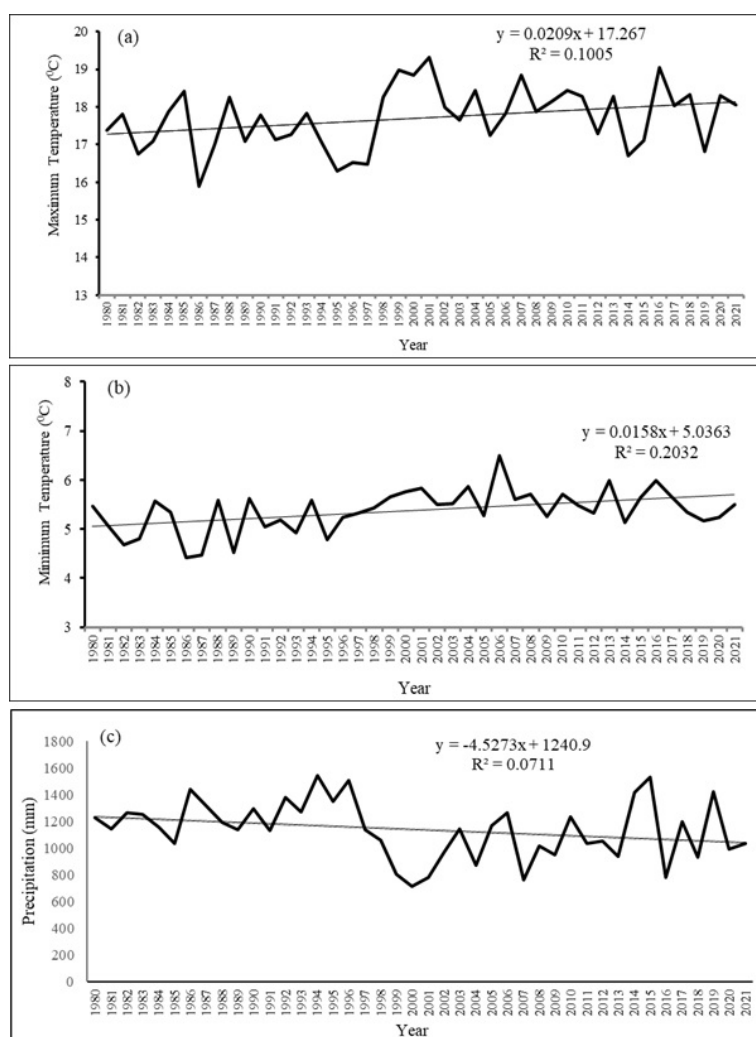 (a)
y = 0.0209x + 17.267
R² = 0.1005
Maximum Temperature (⁰C)
20
19
18
17
16
15
14
13
1980 1981 1982 1983 1984 1985 1986 1987 1988 1989 1990 1991 1992 1993 1994 1995 1996 1997 1998 1999 2000 2001 2002 2003 2004 2005 2006 2007 2008 2009 2010 2011 2012 2013 2014 2015 2016 2017 2018 2019 2020 2021
Year
(b)
y = 0.0158x + 5.0363
R² = 0.2032
Mimimum Temperature (⁰C)
8
7
6
5
4
3
1980 1981 1982 1983 1984 1985 1986 1987 1988 1989 1990 1991 1992 1993 1994 1995 1996 1997 1998 1999 2000 2001 2002 2003 2004 2005 2006 2007 2008 2009 2010 2011 2012 2013 2014 2015 2016 2017 2018 2019 2020 2021
Year
(c)
y = -4.5273x + 1240.9
R² = 0.0711
Precipitation (mm)
1800
1600
1400
1200
1000
800
600
400
200
0
1980 1981 1982 1983 1984 1985 1986 1987 1988 1989 1990 1991 1992 1993 1994 1995 1996 1997 1998 1999 2000 2001 2002 2003 2004 2005 2006 2007 2008 2009 2010 2011 2012 2013 2014 2015 2016 2017 2018 2019 2020 2021
Year